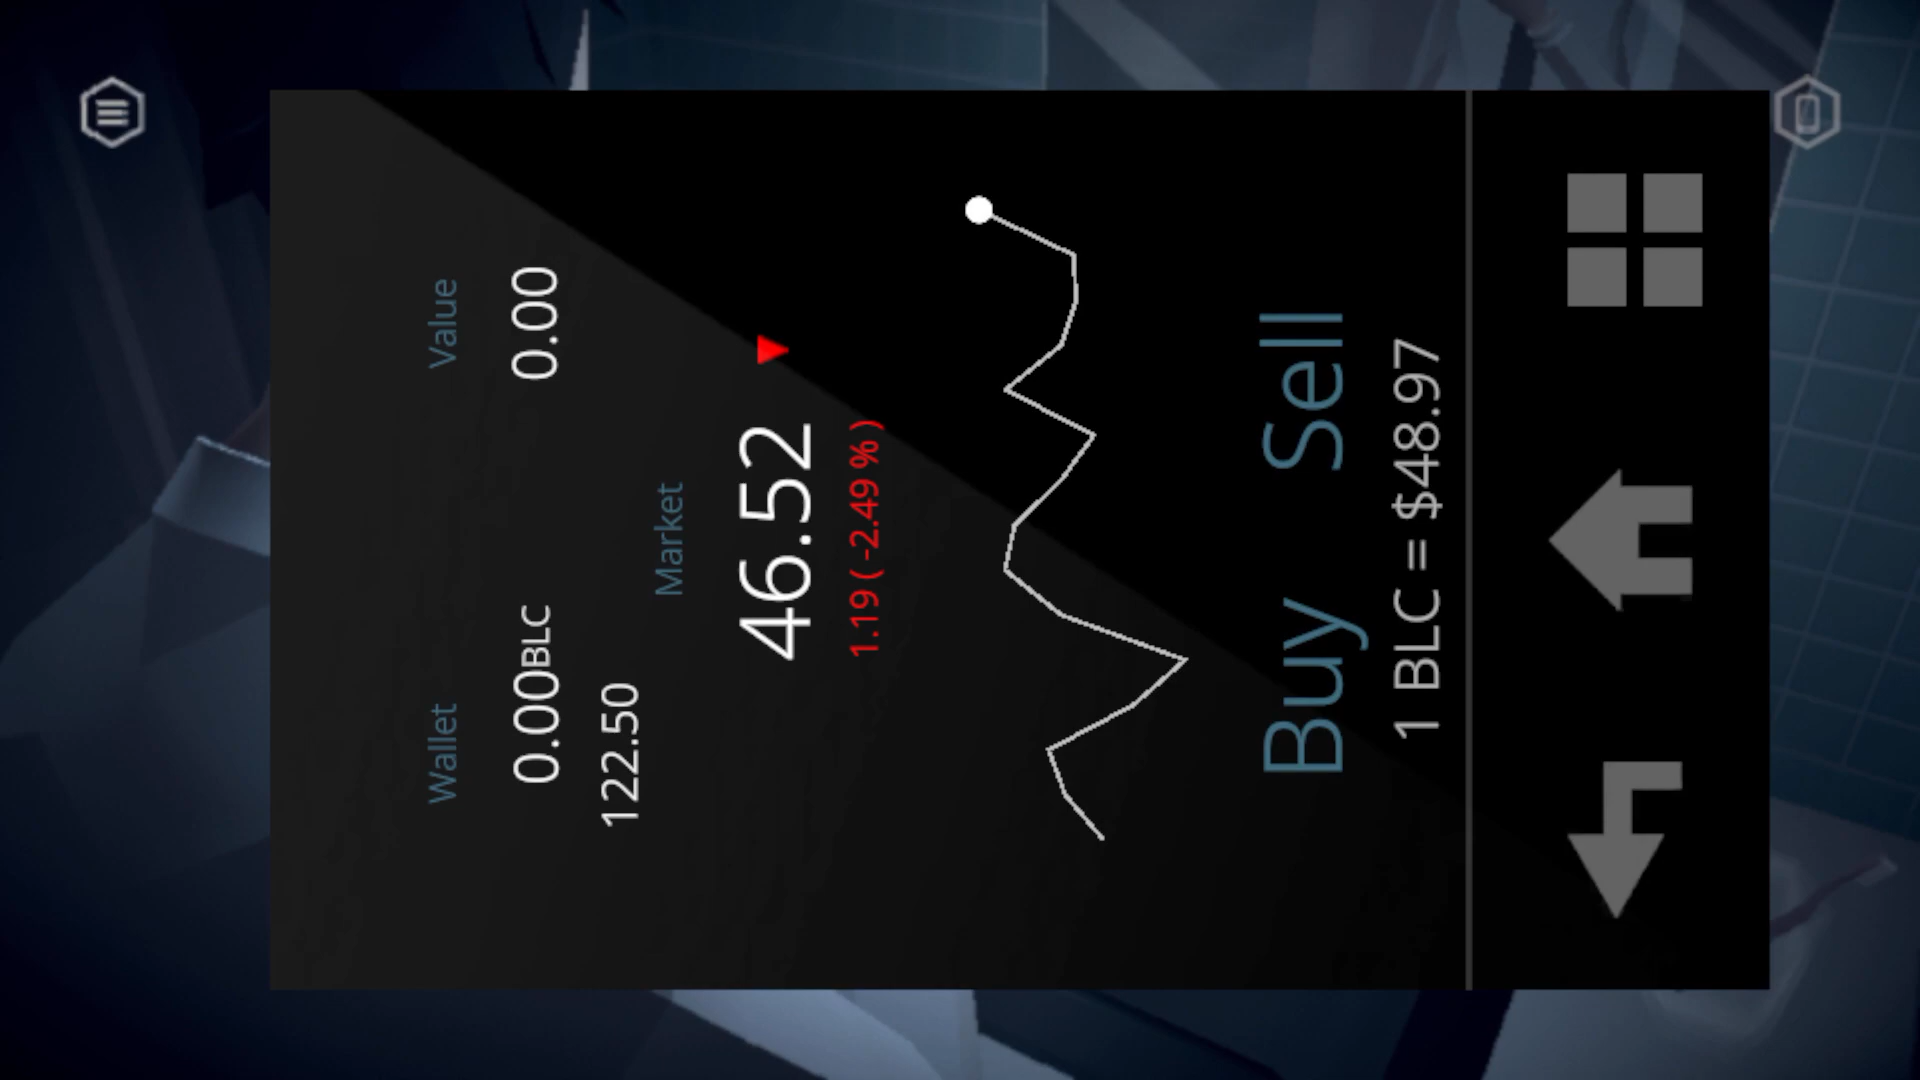 Wallet Value
0.00BLC 0.00
122.50
Market
46.52
1.19 ( -2.49 % )
Buy Sell
1 BLC = $48.97